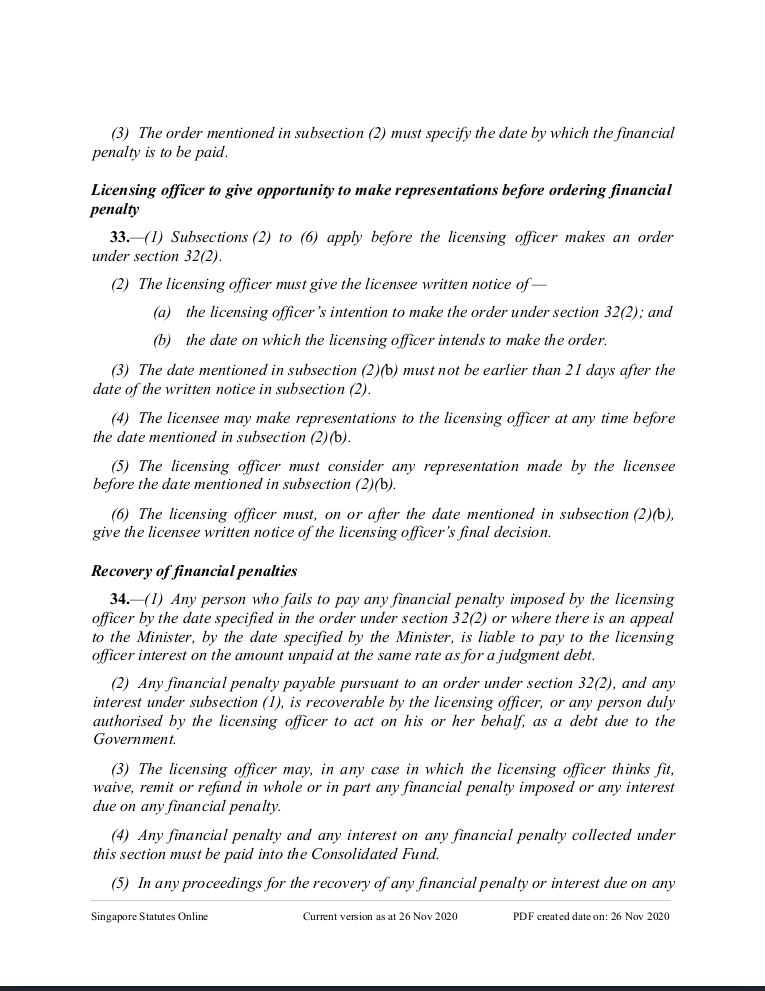 (3) The order mentioned in subsection (2) must specify the date by which the financial
penalty is to be paid.
Licensing officer to give opportunity to make representations before ordering financial
penalty
33.—(1) Subsections (2) to (6) apply before the licensing officer makes an order
under section 32(2).
(2) The licensing officer must give the licensee written notice of —
(a) the licensing officer’s intention to make the order under section 32(2); and
(b) the date on which the licensing officer intends to make the order.
(3) The date mentioned in subsection (2)(b) must not be earlier than 21 days after the
date of the written notice in subsection (2).
(4) The licensee may make representations to the licensing officer at any time before
the date mentioned in subsection (2)(b).
(5) The licensing officer must consider any representation made by the licensee
before the date mentioned in subsection (2)(b).
(6) The licensing officer must, on or after the date mentioned in subsection (2)(b),
give the licensee written notice of the licensing officer’s final decision.
Recovery of financial penalties
34.—(1) Any person who fails to pay any financial penalty imposed by the licensing
officer by the date specified in the order under section 32(2) or where there is an appeal
to the Minister, by the date specified by the Minister, is liable to pay to the licensing
officer interest on the amount unpaid at the same rate as for a judgment debt.
(2) Any financial penalty payable pursuant to an order under section 32(2), and any
interest under subsection (1), is recoverable by the licensing officer, or any person duly
authorised by the licensing officer to act on his or her behalf, as a debt due to the
Government.
(3) The licensing officer may, in any case in which the licensing officer thinks fit,
waive, remit or refund in whole or in part any financial penalty imposed or any interest
due on any financial penalty.
(4) Any financial penalty and any interest on any financial penalty collected under
this section must be paid into the Consolidated Fund.
(5) In any proceedings for the recovery of any financial penalty or interest due on any
Singapore Statutes Online Current version as at 26 Nov 2020 PDF created date on: 26 Nov 2020